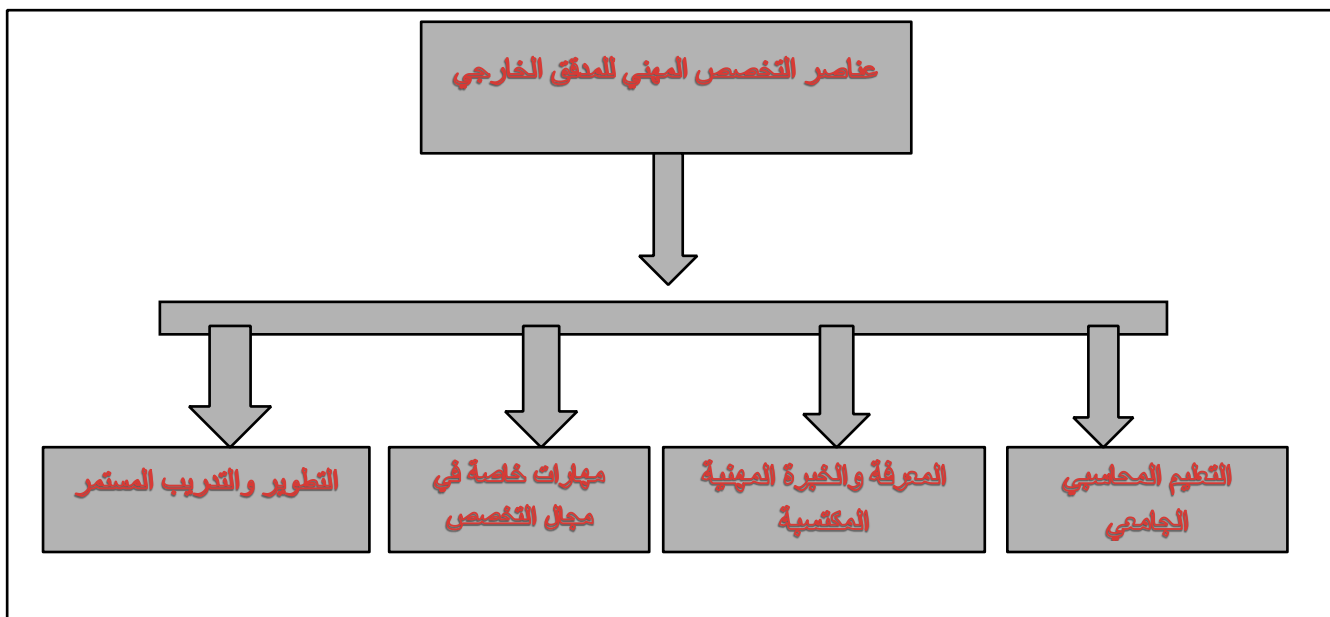 عناصر التخصص المهني للمدقق الخارجي
التعليم المحاسبي
الجامعي
المعرفة والخبرة المهنية
المكتسبة
مهارات خاصة في
مجال التخصص
التطوير والتدريب المستمر